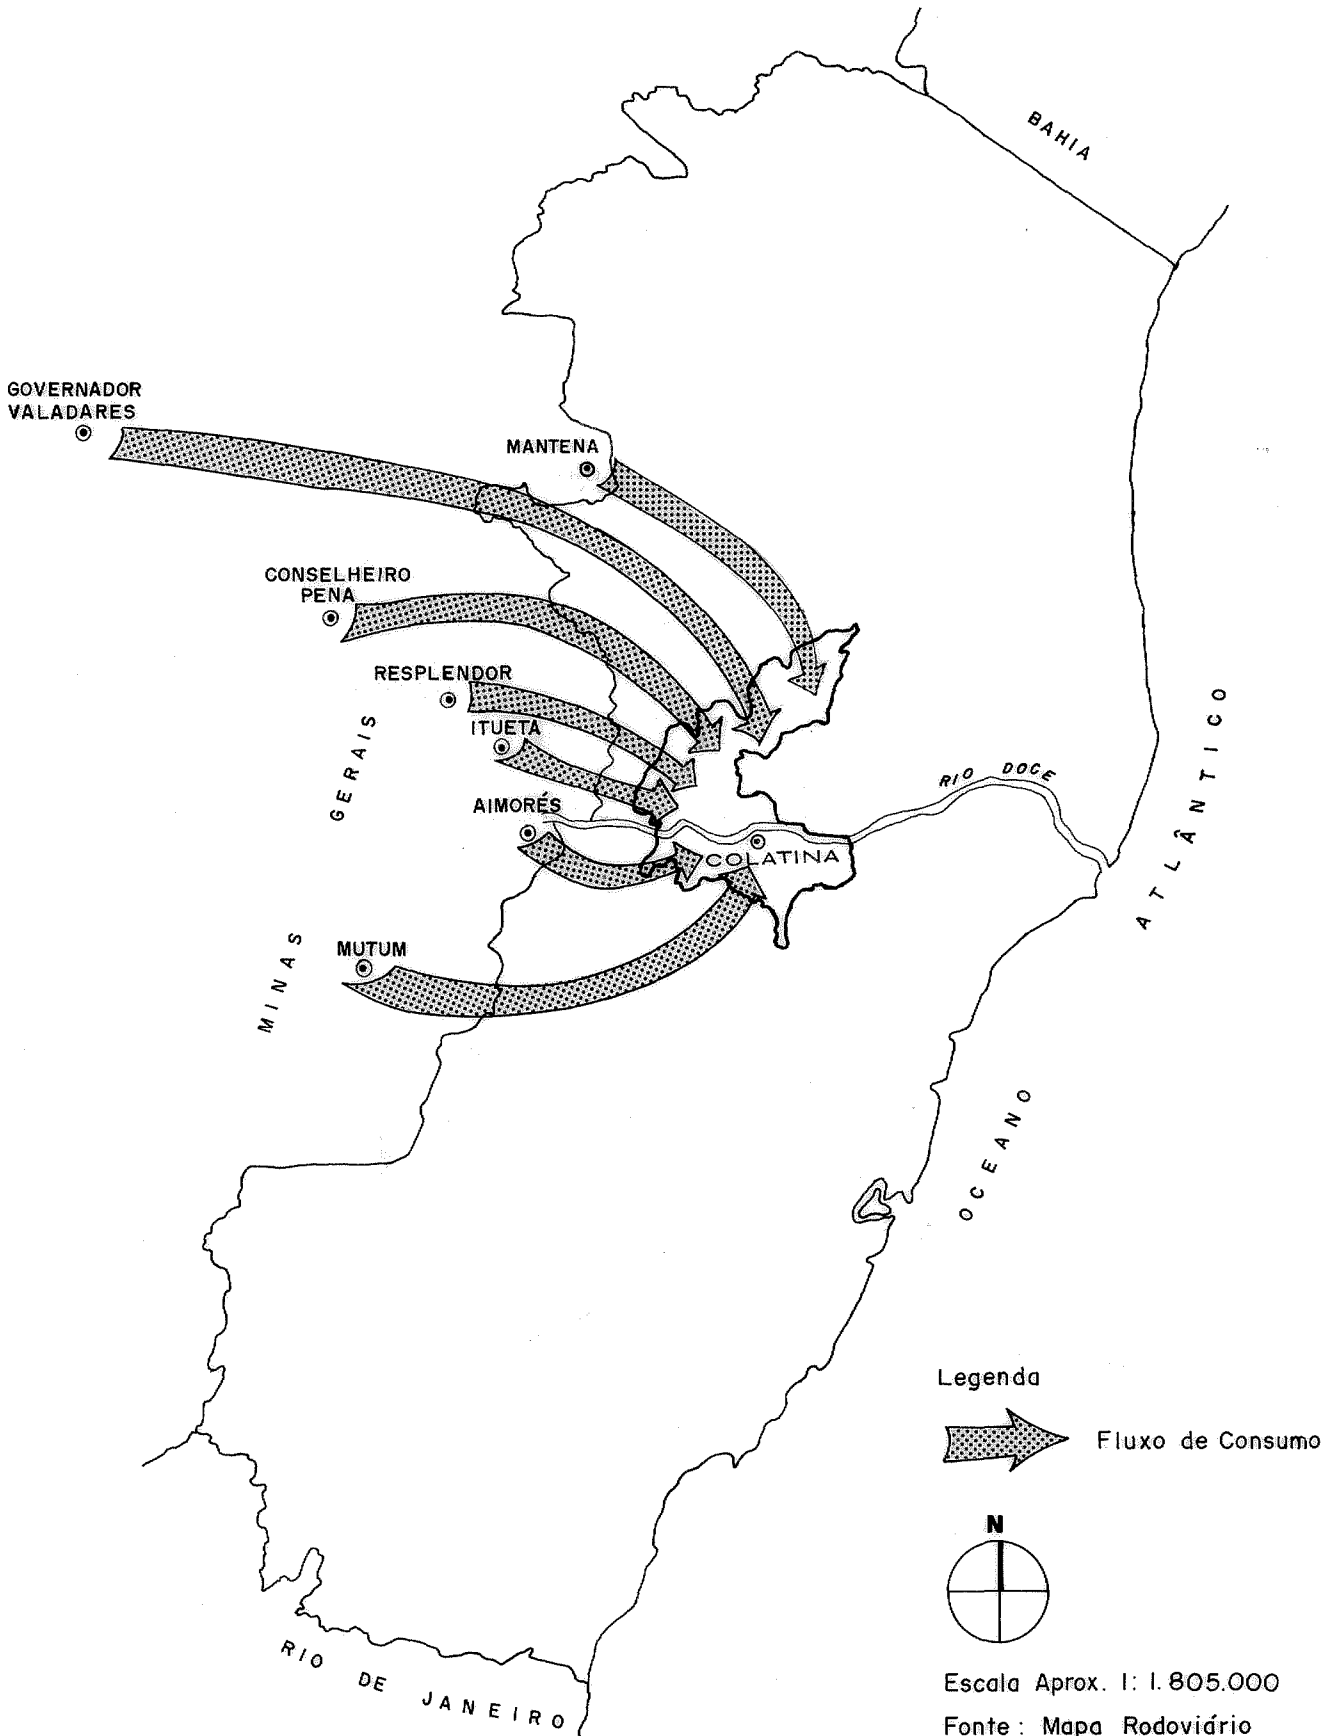 BAHIA
GOVERNADOR
VALADARES
MANTENA
CONSELHEIRO
PENA
RESPLENDOR
ITUETA
AIMORÉS
RIO DOCE
COLATINA
MUTUM
MINAS GERAIS
OCEANO ATLÂNTICO
RIO DE JANEIRO
Legenda
Fluxo de Consumo
N
Escala Aprox. 1: 1.805.000
Fonte: Mapa Rodoviário